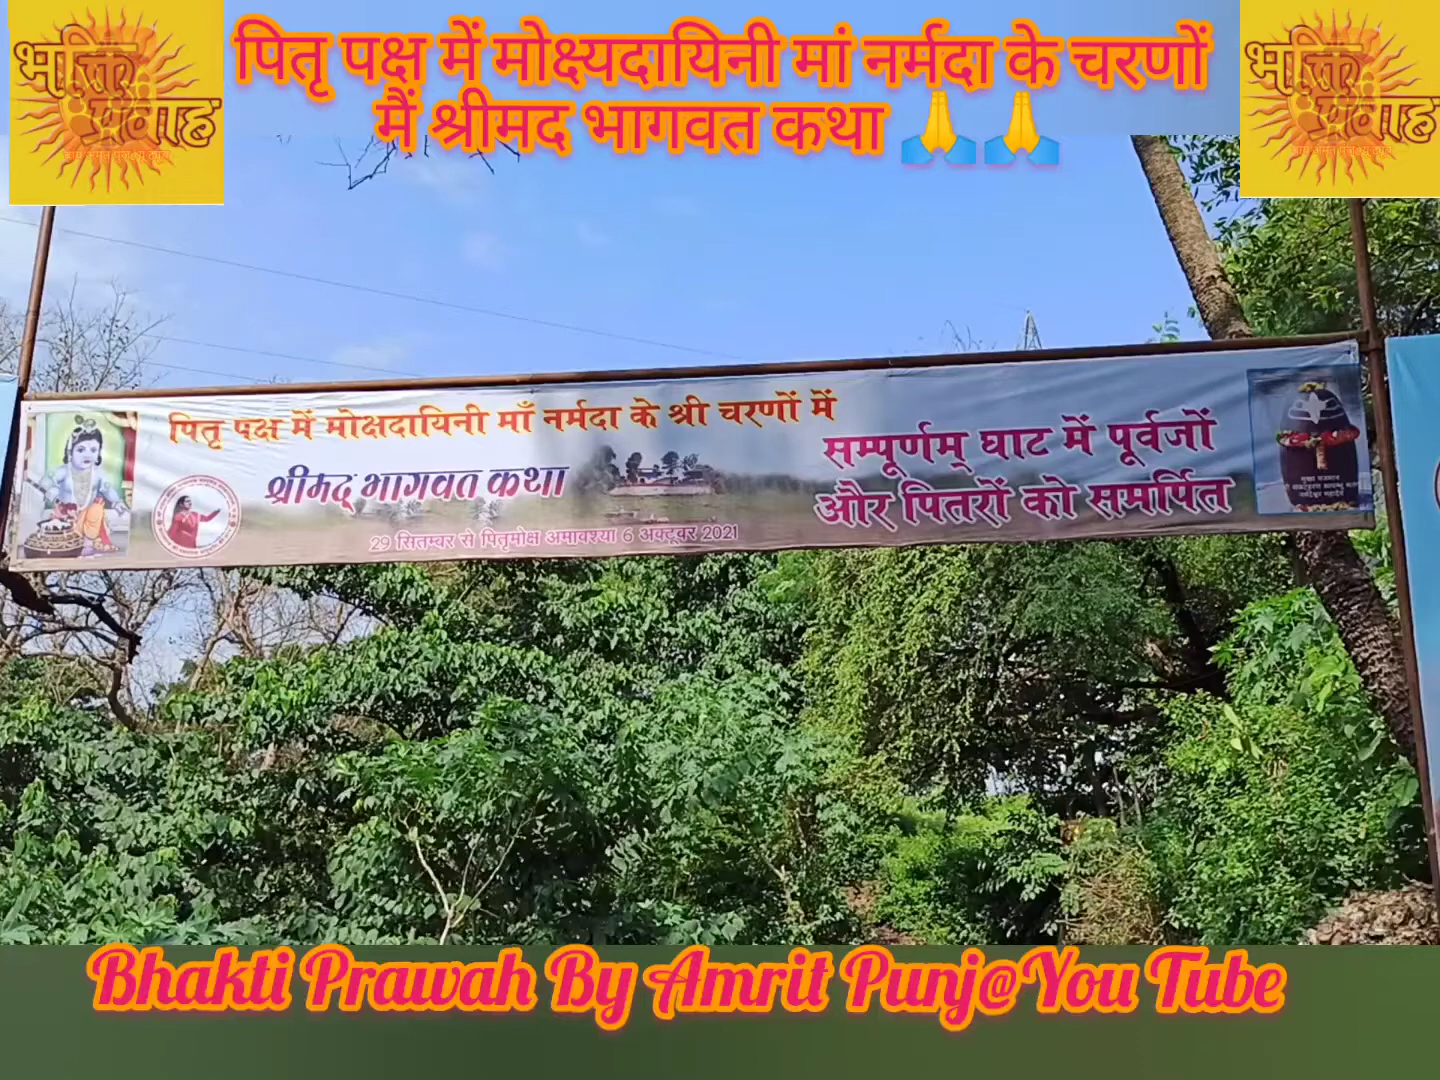 भक्ति
प्रवाह
पितृ पक्ष में मोक्ष्यदायिनी मां नर्मदा के चरणों
मैं श्रीमद भागवत कथा 🙏🙏
भक्ति
प्रवाह
पितृ पक्ष में मोक्षदायिनी माँ नर्मदा के श्री चरणों में
श्रीमद् भागवत कथा
29 सितम्बर से पितृमोक्ष अमावश्या 6 अक्टूबर 2021
सम्पूर्णम् घाट में पूर्वजों
और पितरों को समर्पित
Bhakti Prawah By Amrit Punj@You Tube